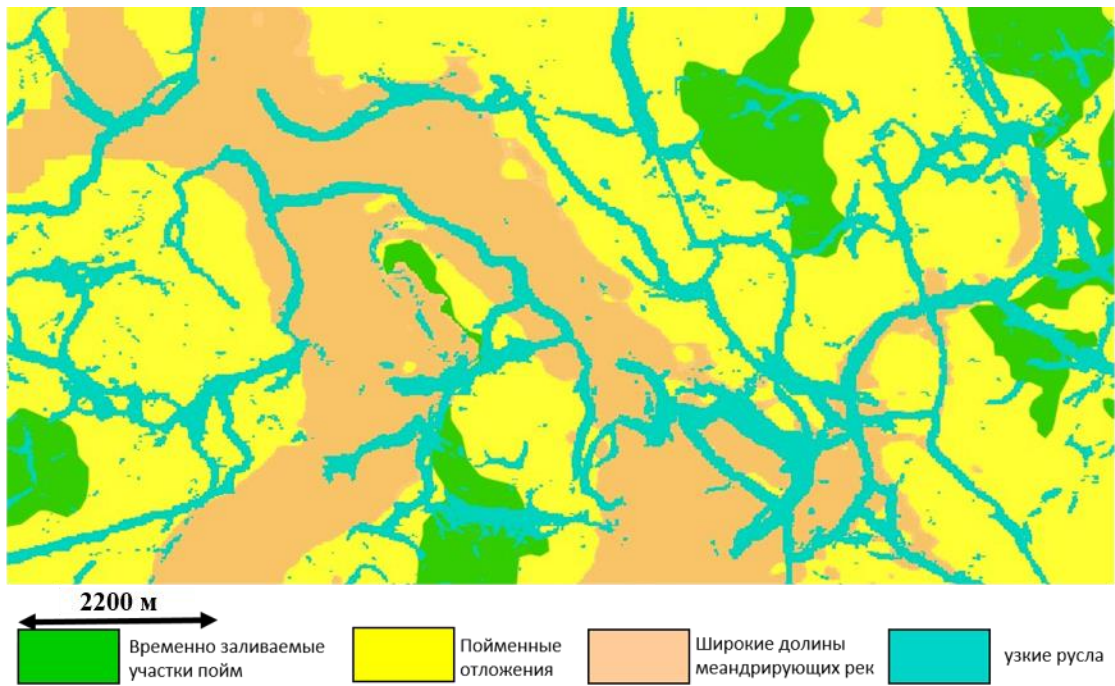 2200 м
Временно заливаемые
участки пойм
Пойменные
отложения
Широкие долины
меандрирующих рек
узкие русла